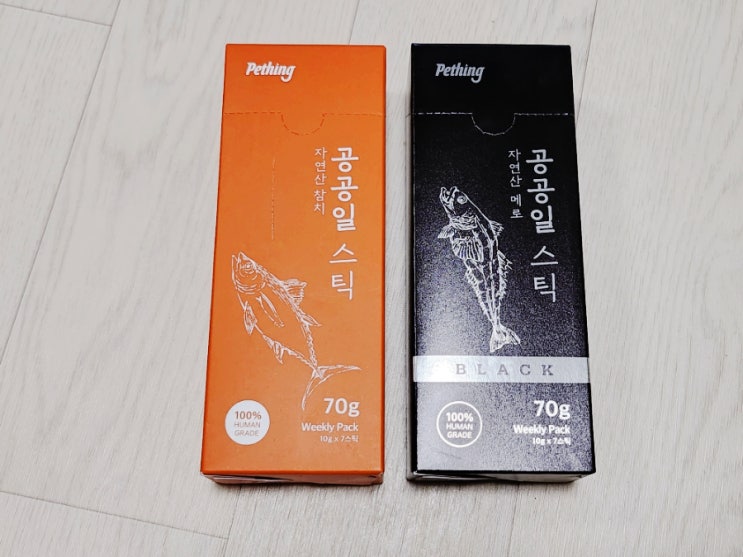 Pething
공공일 스틱
자연산 참치
70g
Weekly Pack
10g x 7스틱
100%
HUMAN
GRADE
Pething
공공일 스틱
자연산 메로
BLACK
70g
Weekly Pack
10g x 7스틱
100%
HUMAN
GRADE